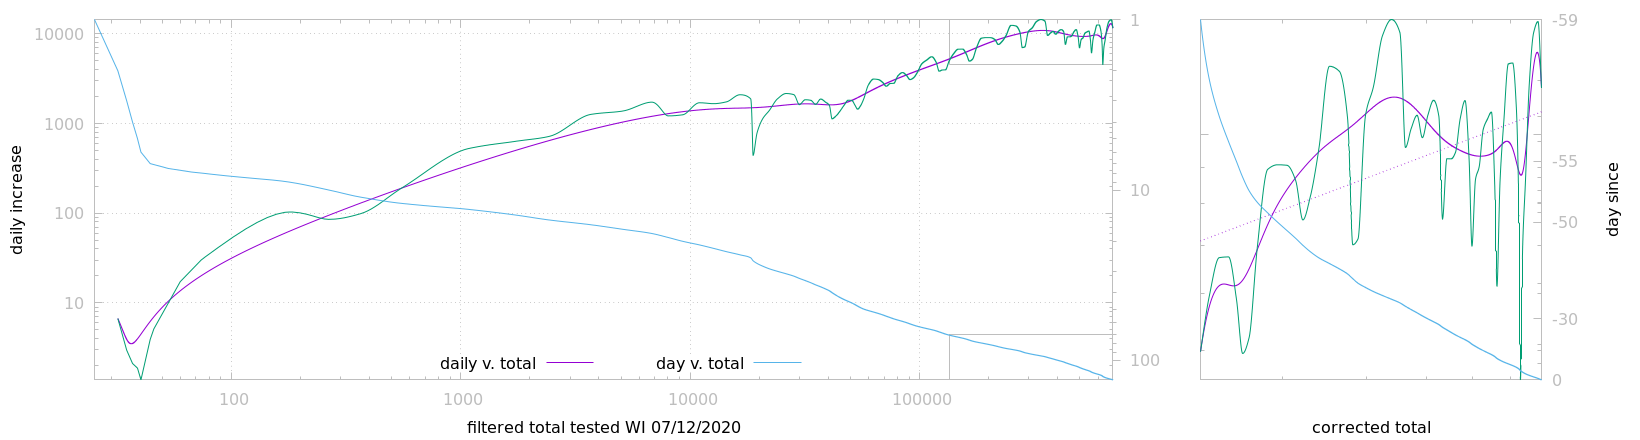 10000
1000
100
10
daily increase
100
1000
10000
100000
filtered total tested WI 07/12/2020
daily v. total
day v. total
1
10
100
-59
-55
-50
-30
0
day since
corrected total